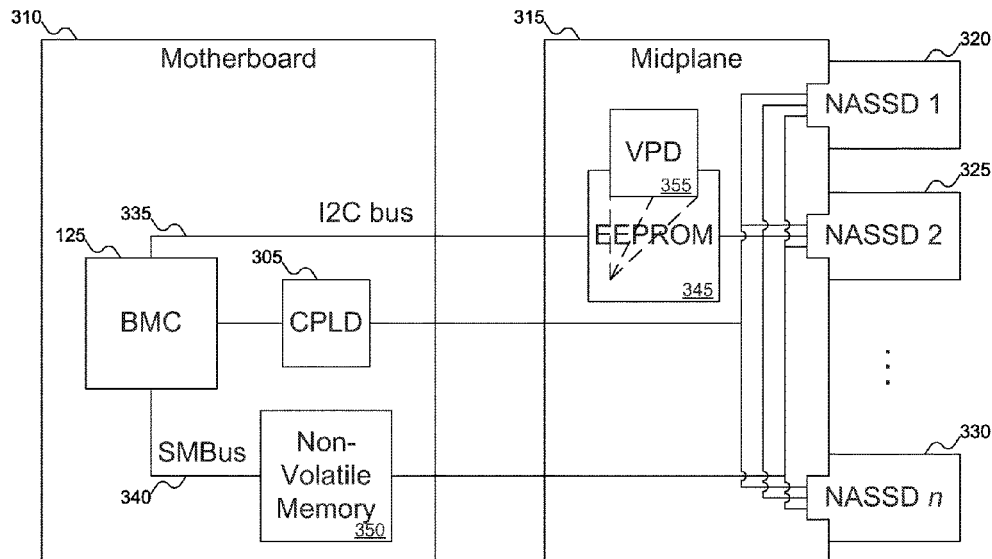 310
Motherboard
315
Midplane
320
NASSD 1
325
NASSD 2
VPD
355
EEPROM
345
335
I2C bus
125
BMC
305
CPLD
SMBus
340
Non-
Volatile
Memory
350
330
NASSD n